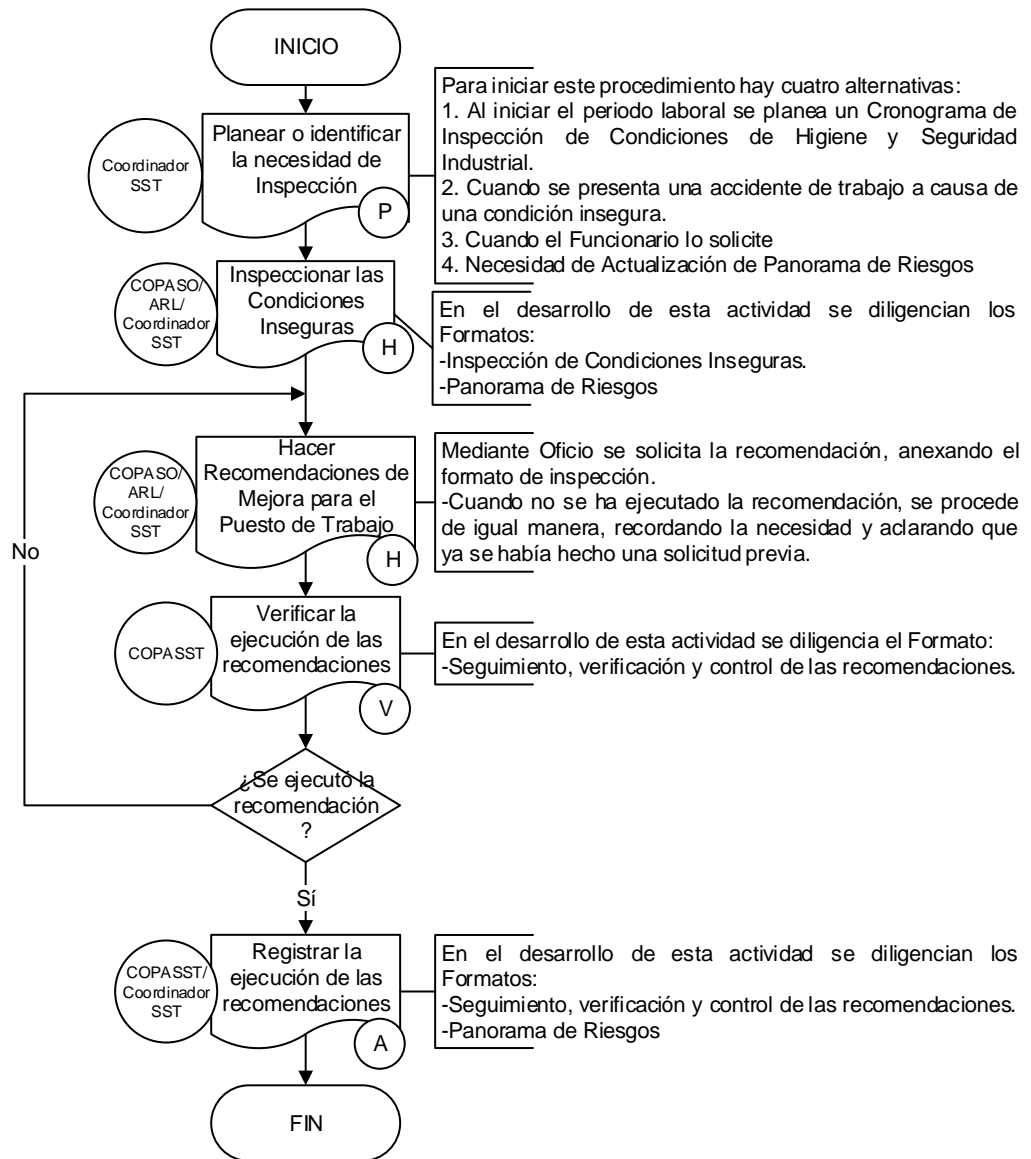 INICIO
Para iniciar este procedimiento hay cuatro alternativas:
1. Al iniciar el periodo laboral se planea un Cronograma de
Inspección de Condiciones de Higiene y Seguridad
Industrial.
2. Cuando se presenta una accidente de trabajo a causa de
una condición insegura.
3. Cuando el Funcionario lo solicite
4. Necesidad de Actualización de Panorama de Riesgos
Coordinador
SST
Planear o identificar
la necesidad de
Inspección
P
COPASO/
ARL/
Coordinador
SST
Inspeccionar las
Condiciones
Inseguras
H
En el desarrollo de esta actividad se diligencian los
Formatos:
-Inspección de Condiciones Inseguras.
-Panorama de Riesgos
COPASO/
ARL/
Coordinador
SST
Hacer
Recomendaciones de
Mejora para el
Puesto de Trabajo
H
Mediante Oficio se solicita la recomendación, anexando el
formato de inspección.
-Cuando no se ha ejecutado la recomendación, se procede
de igual manera, recordando la necesidad y aclarando que
ya se había hecho una solicitud previa.
No
COPASST
Verificar la
ejecución de las
recomendaciones
V
En el desarrollo de esta actividad se diligencia el Formato:
-Seguimiento, verificación y control de las recomendaciones.
¿Se ejecutó la
recomendación
?
Sí
COPASST/
Coordinador
SST
Registrar la
ejecución de las
recomendaciones
A
En el desarrollo de esta actividad se diligencian los
Formatos:
-Seguimiento, verificación y control de las recomendaciones.
-Panorama de Riesgos
FIN